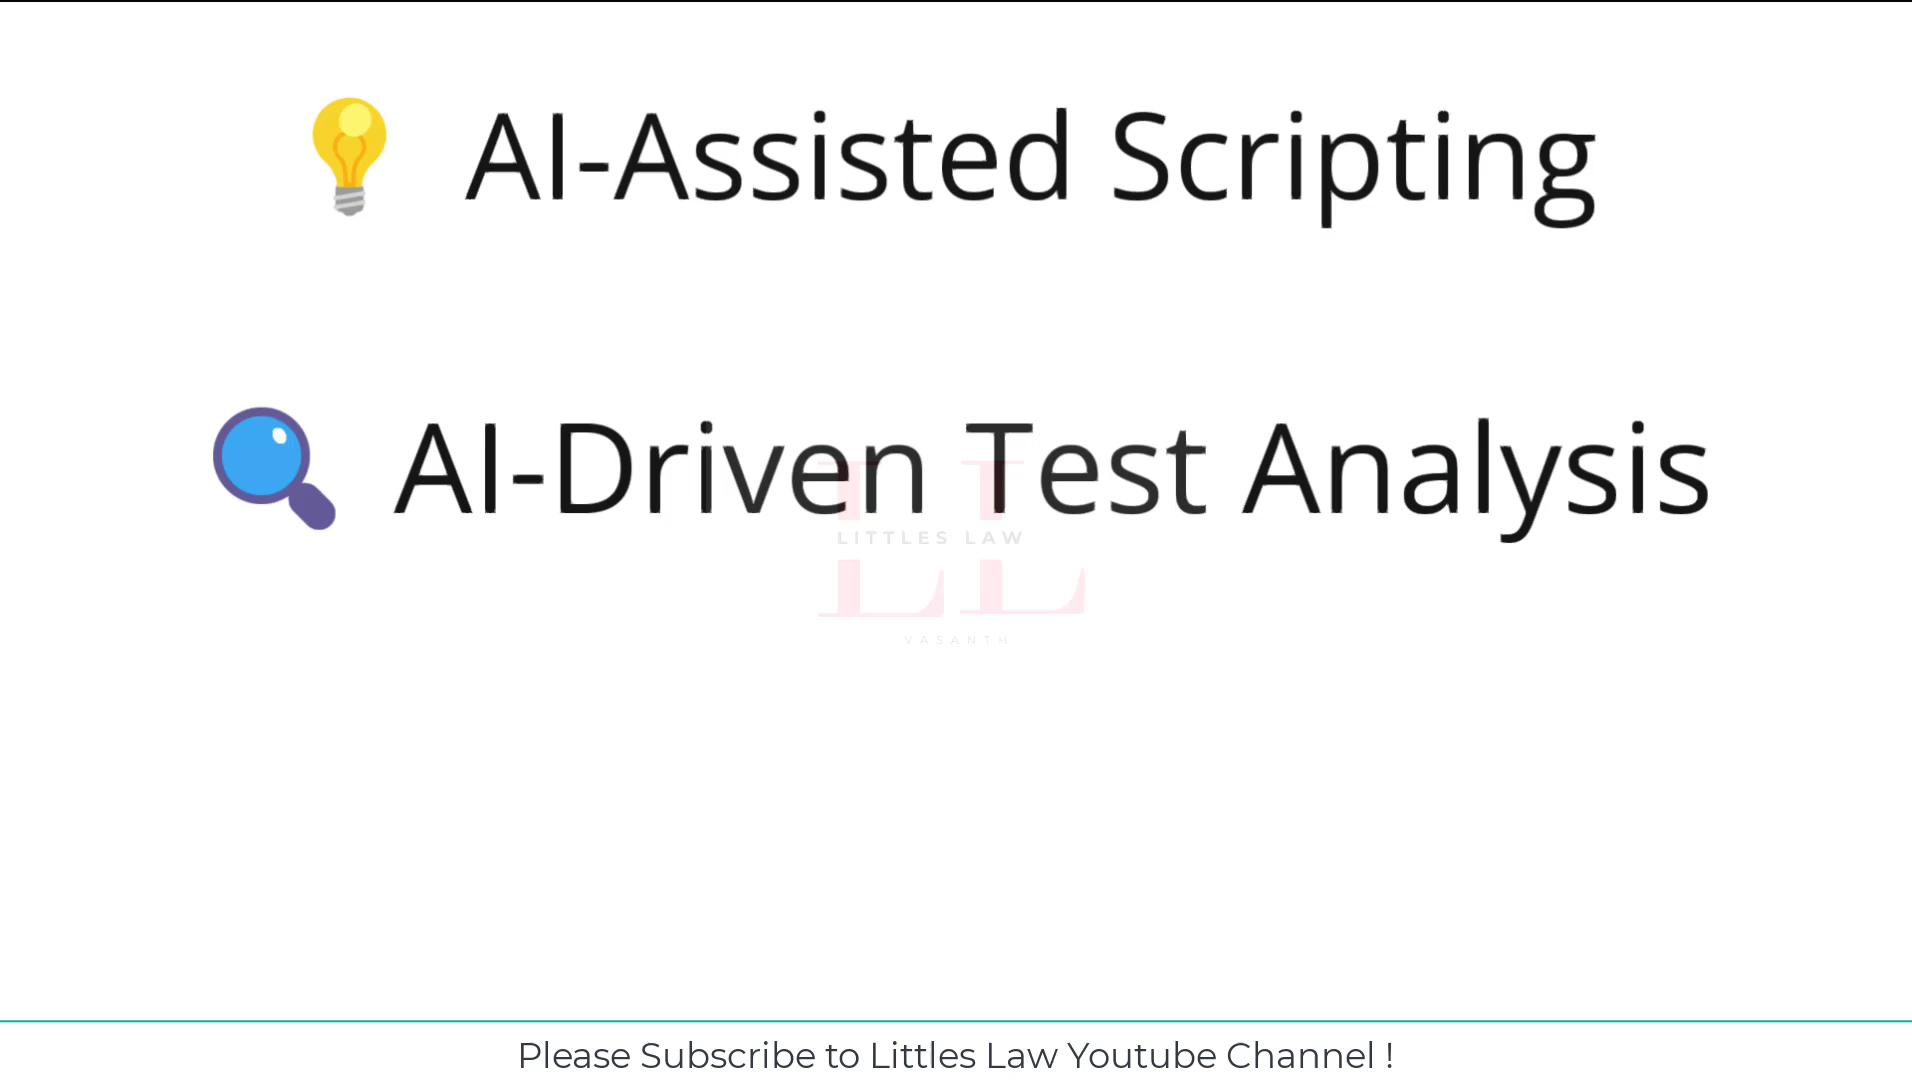 AI-Assisted Scripting
AI-Driven Test Analysis
LL
LITTLES LAW
VASANTH
Please Subscribe to Littles Law Youtube Channel !